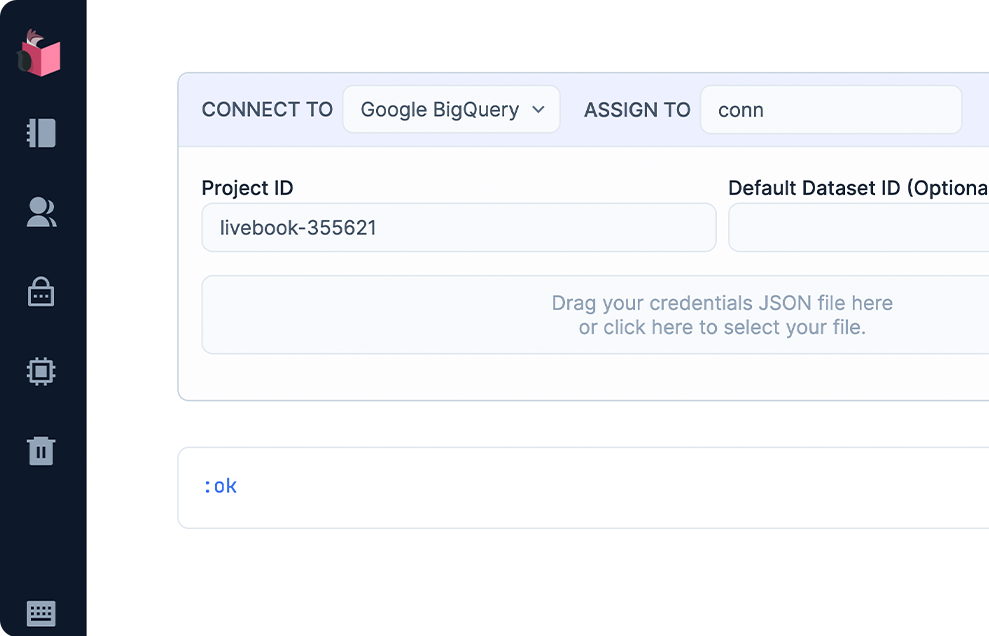 CONNECT TO Google BigQuery ASSIGN TO conn
Project ID Default Dataset ID (Optiona
livebook-355621
Drag your credentials JSON file here
or click here to select your file.
:ok